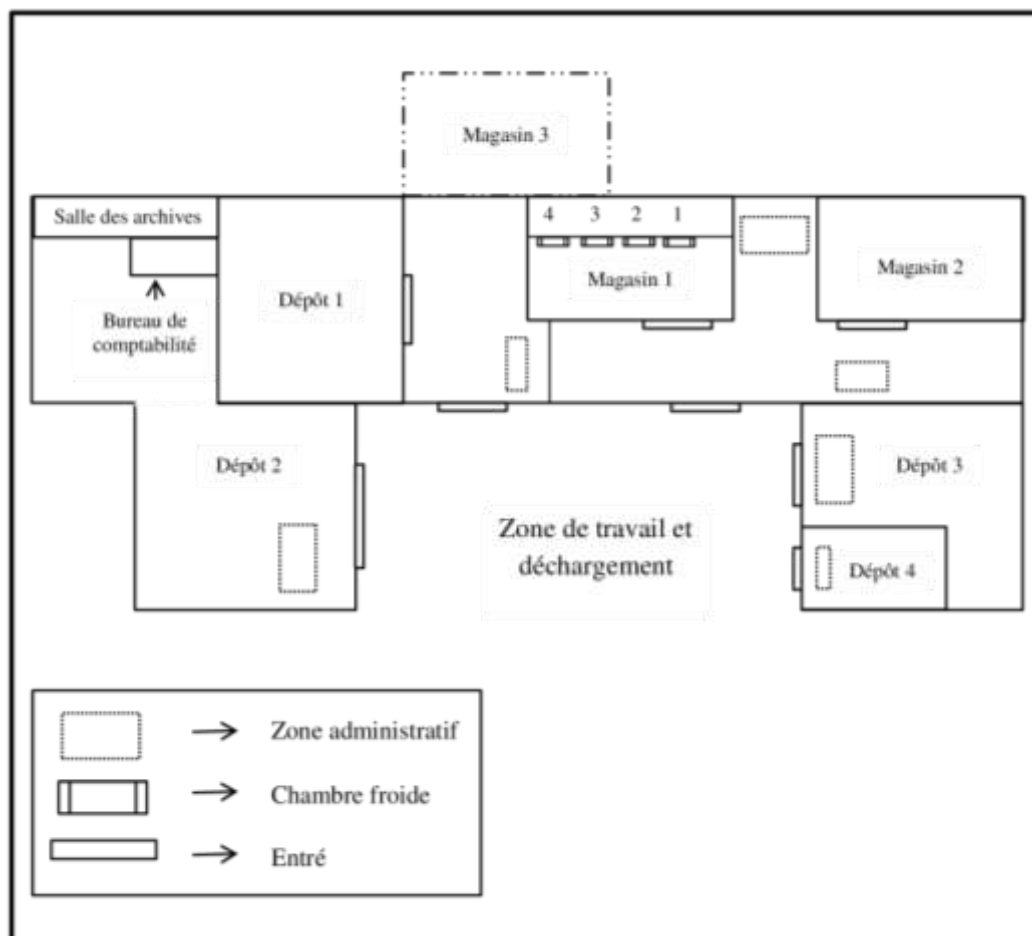 Magasin 3
Salle des archives
4 3 2 1
Magasin 1
Magasin 2
Dépôt 1
Bureau de
comptabilité
Dépôt 2
Dépôt 3
Zone de travail et
déchargement
Dépôt 4
Zone administratif
Chambre froide
Entré